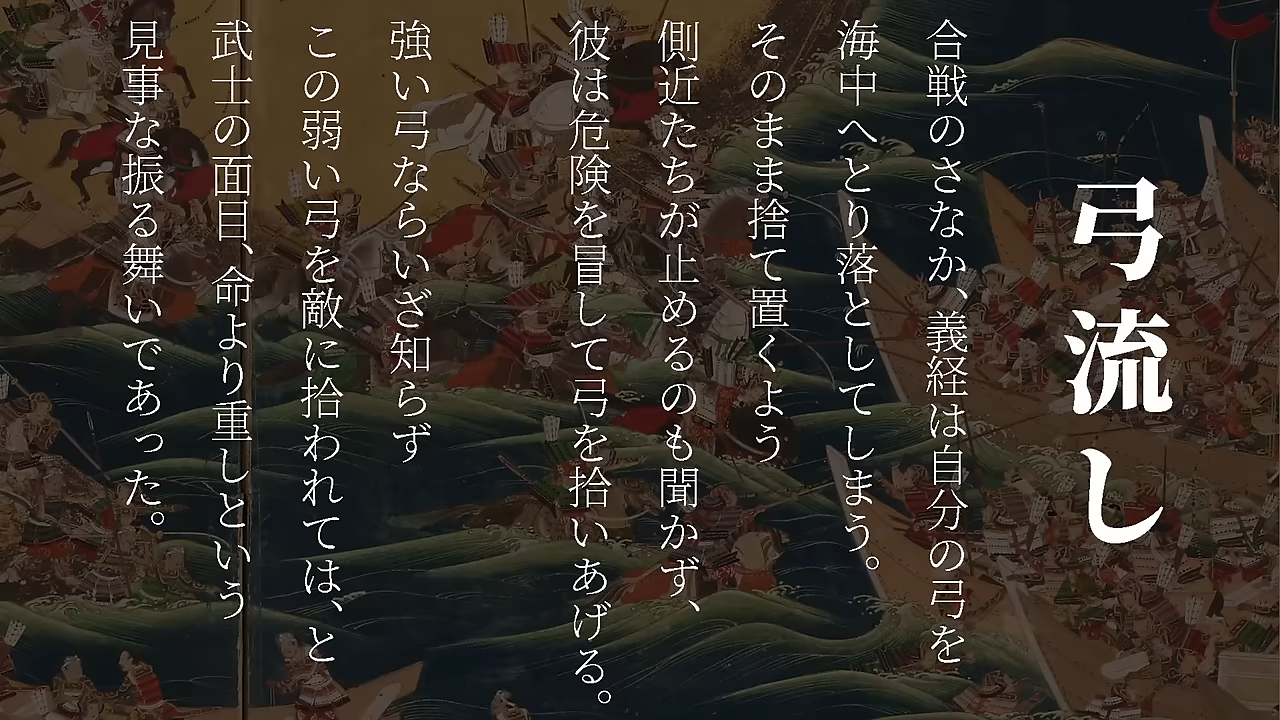 弓流し
合戦のさなか、義経は自分の弓を
海中へとり落としてしまう。
そのまま捨て置くよう
側近たちが止めるのも聞かず、
彼は危険を冒して弓を拾いあげる。
強い弓ならいざ知らず
この弱い弓を敵に拾われては、と
武士の面目、命より重しという
見事な振る舞いであった。